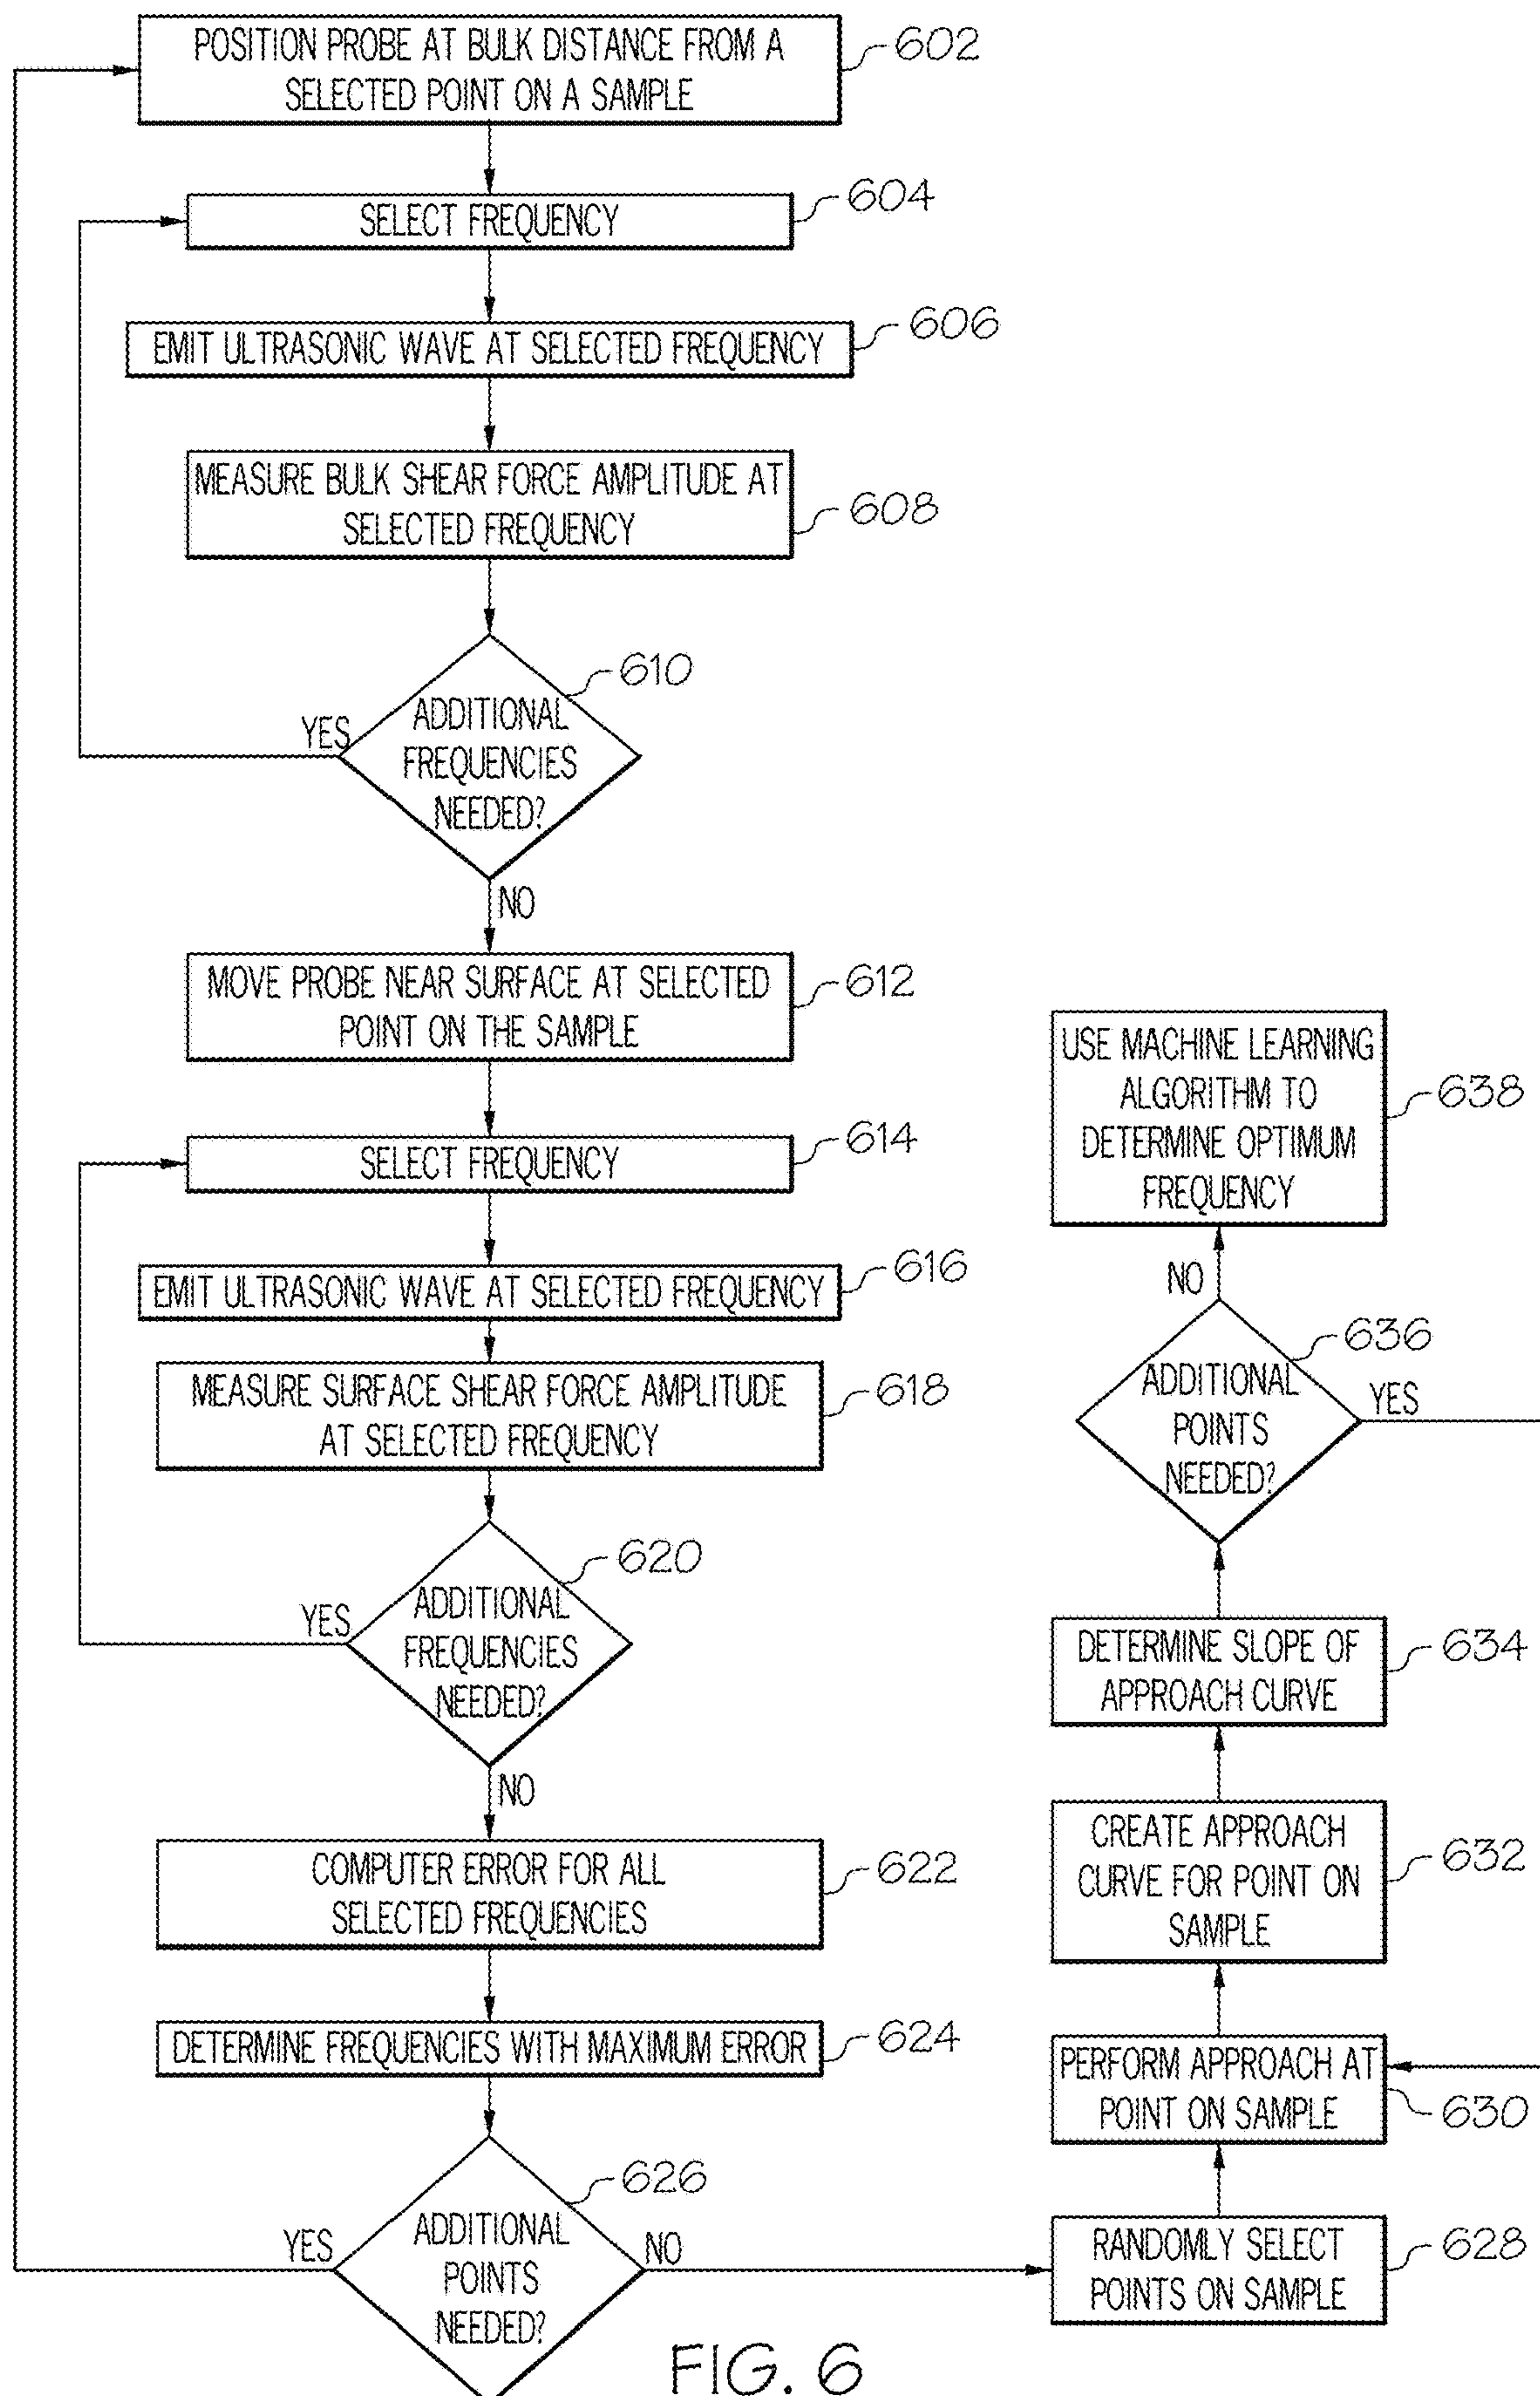 POSITION PROBE AT BULK DISTANCE FROM A
SELECTED POINT ON A SAMPLE
602
SELECT FREQUENCY
604
EMIT ULTRASONIC WAVE AT SELECTED FREQUENCY
606
MEASURE BULK SHEAR FORCE AMPLITUDE AT
SELECTED FREQUENCY
608
610
ADDITIONAL
FREQUENCIES
NEEDED?
YES
NO
MOVE PROBE NEAR SURFACE AT SELECTED
POINT ON THE SAMPLE
612
SELECT FREQUENCY
614
EMIT ULTRASONIC WAVE AT SELECTED FREQUENCY
616
MEASURE SURFACE SHEAR FORCE AMPLITUDE
AT SELECTED FREQUENCY
618
620
ADDITIONAL
FREQUENCIES
NEEDED?
YES
NO
COMPUTER ERROR FOR ALL
SELECTED FREQUENCIES
622
DETERMINE FREQUENCIES WITH MAXIMUM ERROR
624
626
ADDITIONAL
POINTS
NEEDED?
YES
NO
RANDOMLY SELECT
POINTS ON SAMPLE
628
PERFORM APPROACH AT
POINT ON SAMPLE
630
CREATE APPROACH
CURVE FOR POINT ON
SAMPLE
632
DETERMINE SLOPE OF
APPROACH CURVE
634
636
ADDITIONAL
POINTS
NEEDED?
YES
NO
USE MACHINE LEARNING
ALGORITHM TO
DETERMINE OPTIMUM
FREQUENCY
638
FIG. 6